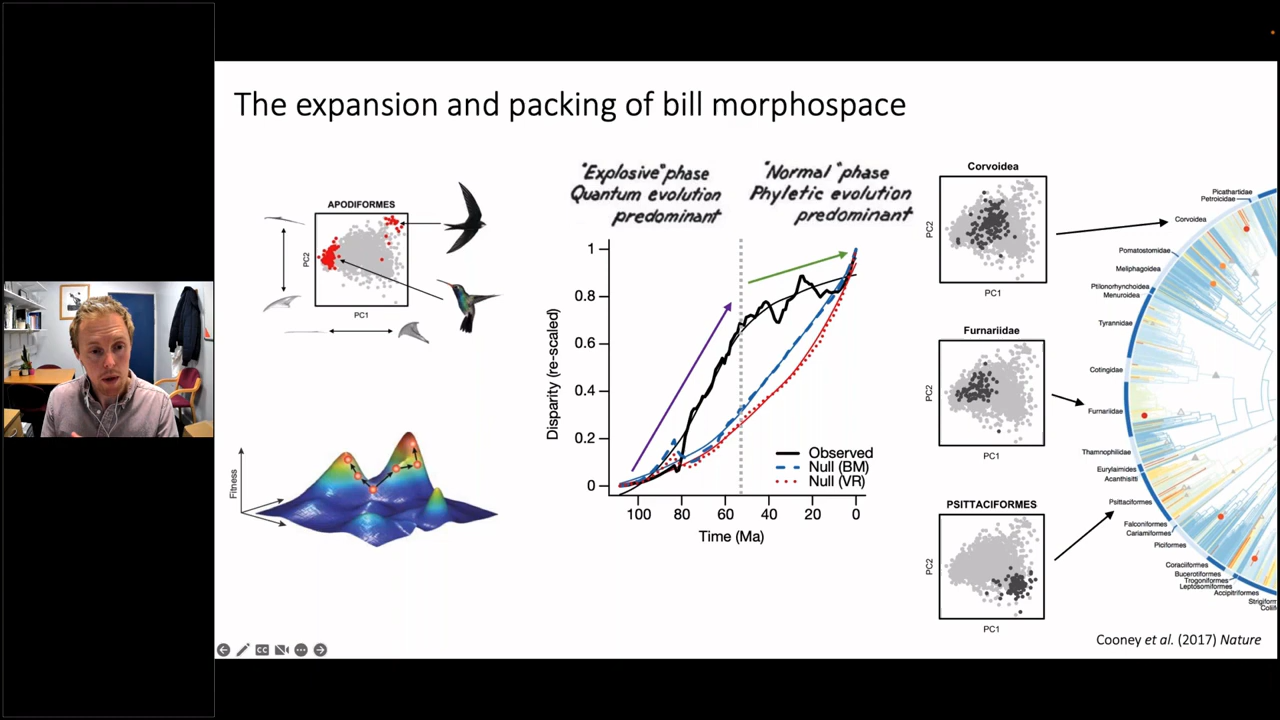 The expansion and packing of bill morphospace
APODIFORMES
PC2
PC1
Fitness
"Explosive" phase
Quantum evolution
predominant
"Normal" phase
Phyletic evolution
predominant
Disparity (re-scaled)
1
0.8
0.6
0.4
0.2
0
100
80
60
40
20
0
Time (Ma)
Observed
Null (BM)
Null (VR)
Corvoidea
PC2
PC1
Furnariidae
PC2
PC1
PSITTACIFORMES
PC2
PC1
Picathartidae
Petroicidae
Corvoidea
Pomatostomidae
Meliphagoidea
Ptilonorhynchoidea
Menuroidea
Tyrannidae
Cotingidae
Furnariidae
Thamnophilidae
Eurylaimides
Acanthisitti
Psittaciformes
Falconiformes
Cariamiformes
Piciformes
Coraciiformes
Bucerotiformes
Trogoniformes
Leptosomiformes
Accipitriformes
Strigiform
Coliif
Cooney et al. (2017) Nature
CC